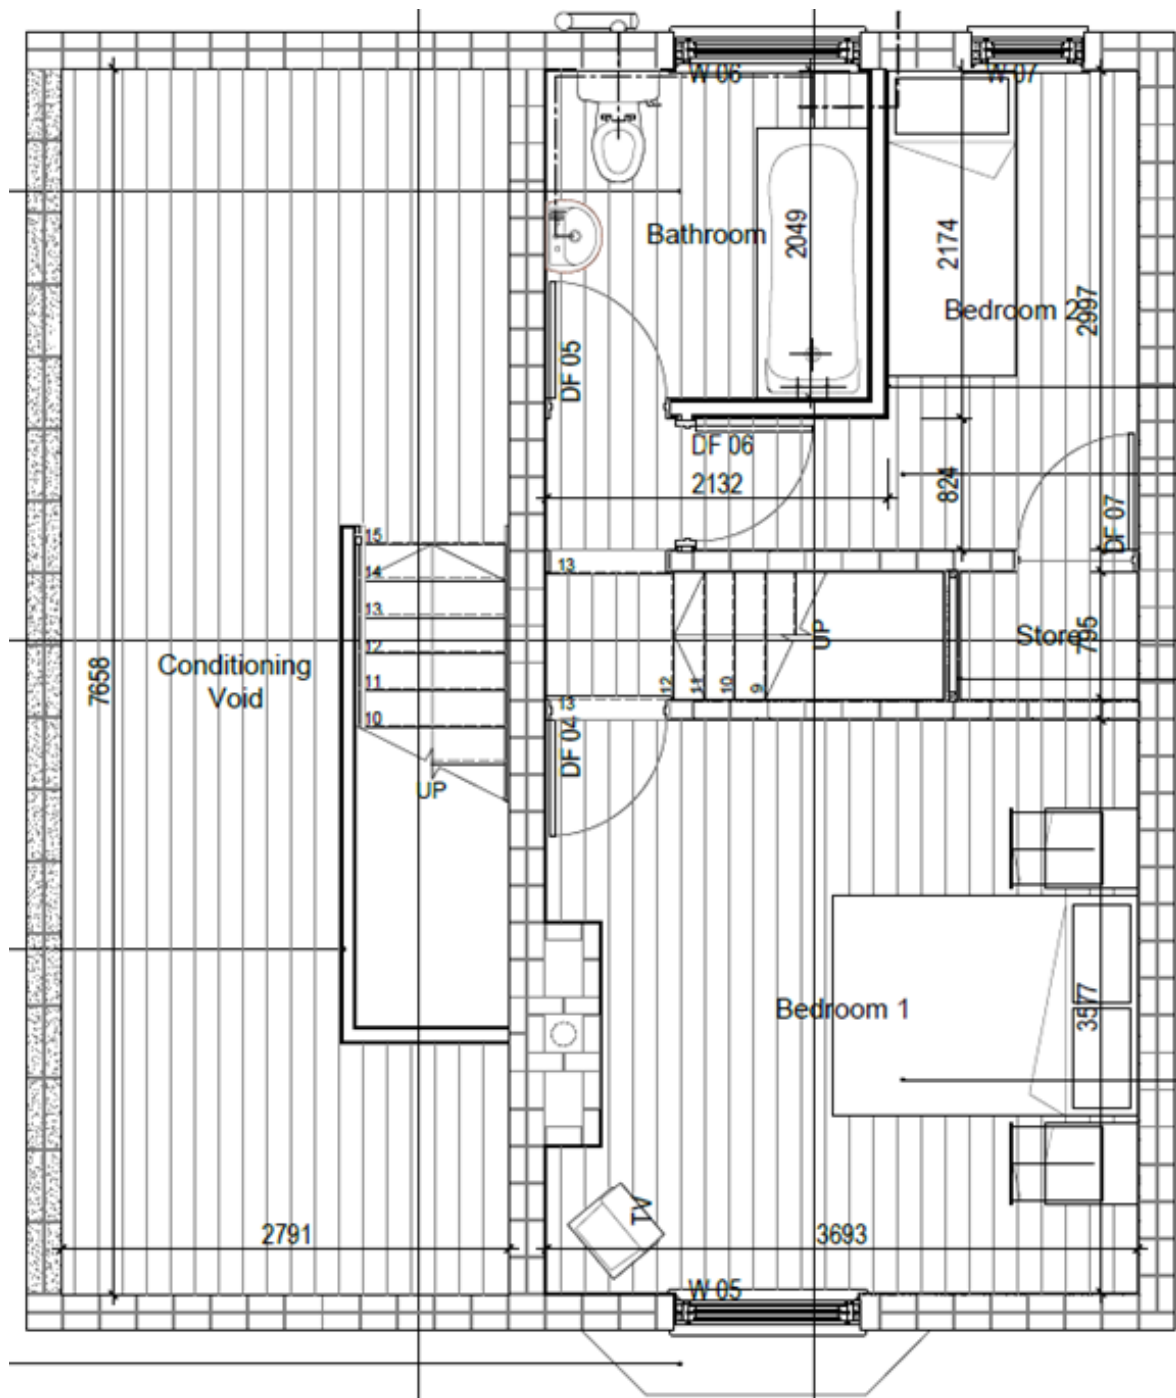 W 06
W 07
Bathroom
2049
2174
Bedroom 2
2997
DF 05
DF 06
2132
824
DF 07
15
14
13
12
11
10
UP
13
12
11
10
9
UP
Store
795
13
DF 04
Conditioning
Void
7658
Bedroom 1
3577
TV
2791
3693
W 05